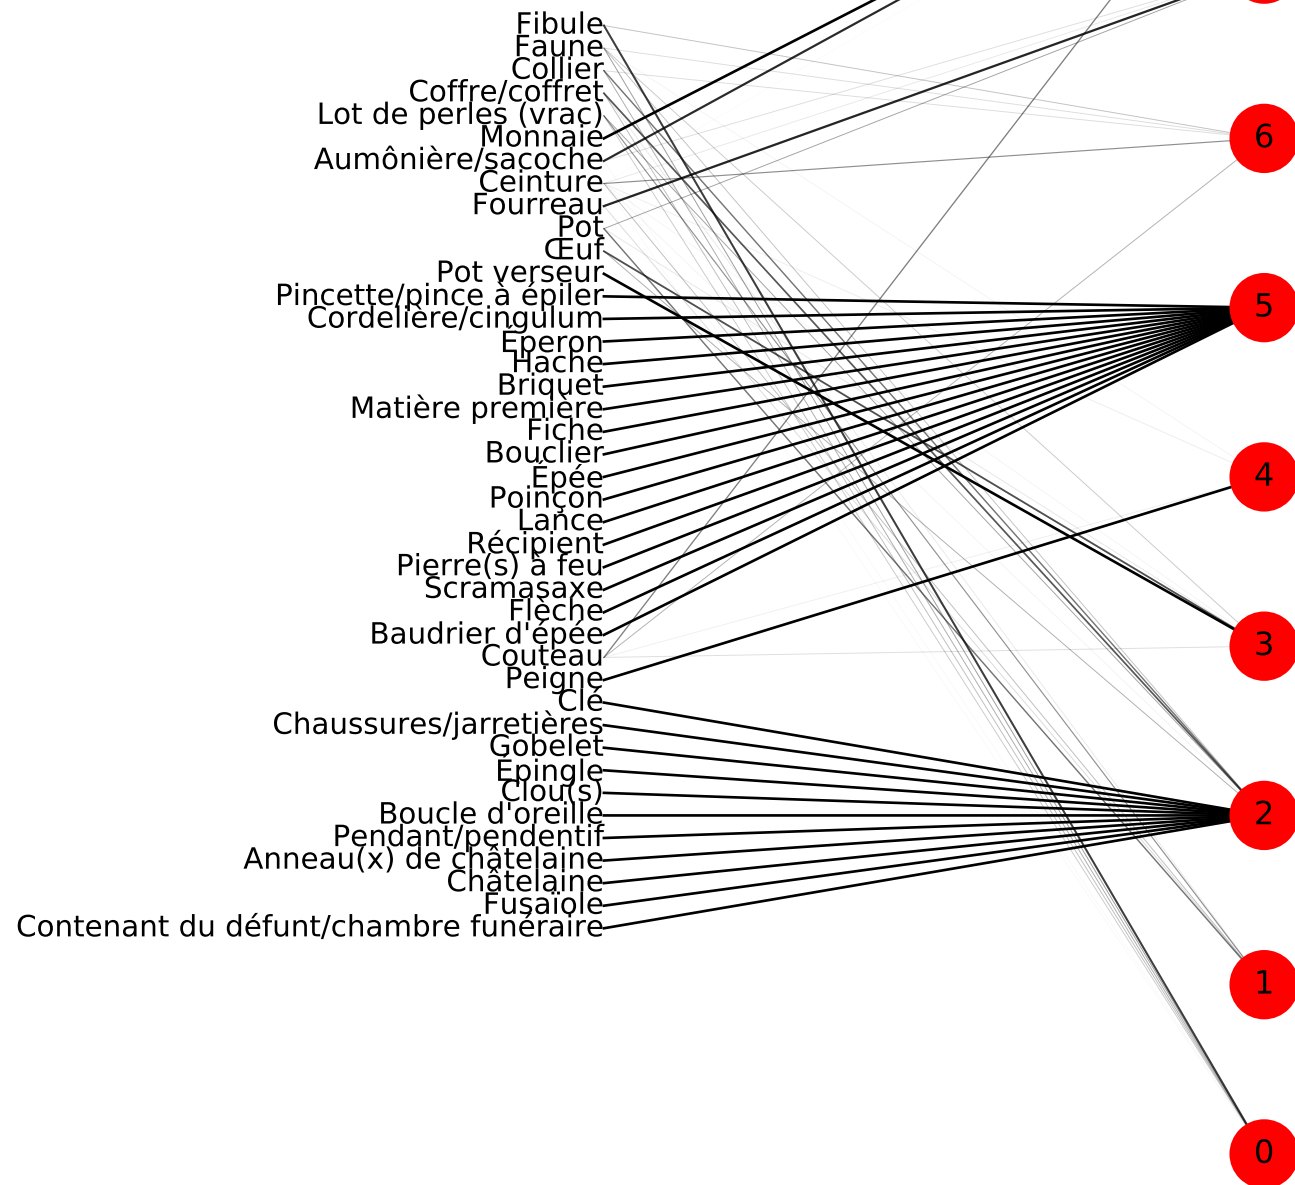 Fibule
Faune
Collier
Coffre/coffret
Lot de perles (vrac)
Monnaie
Aumônière/sacoche
Ceinture
Fourreau
Pot
Œuf
Pot verseur
Pincette/pince à épiler
Cordelière/cingulum
Éperon
Hache
Briquet
Matière première
Fiche
Bouclier
Épée
Poinçon
Lance
Récipient
Pierre(s) à feu
Scramasaxe
Flèche
Baudrier d'épée
Couteau
Peigne
Clé
Chaussures/jarretières
Gobelet
Épingle
Clou(s)
Boucle d'oreille
Pendant/pendentif
Anneau(x) de châtelaine
Châtelaine
Fusaïole
Contenant du défunt/chambre funéraire
6
5
4
3
2
1
0